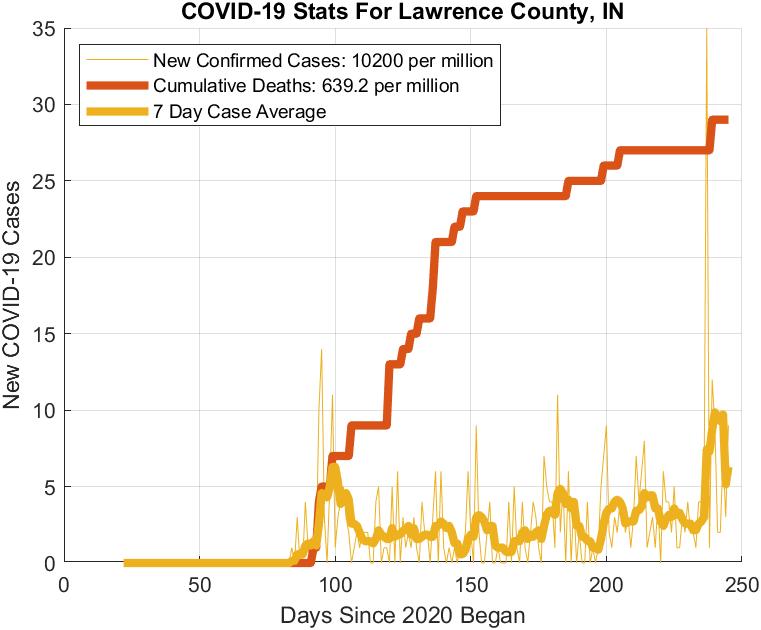 COVID-19 Stats For Lawrence County, IN
New Confirmed Cases: 10200 per million
Cumulative Deaths: 639.2 per million
7 Day Case Average
35
30
25
20
15
10
5
0
New COVID-19 Cases
0 50 100 150 200 250
Days Since 2020 Began